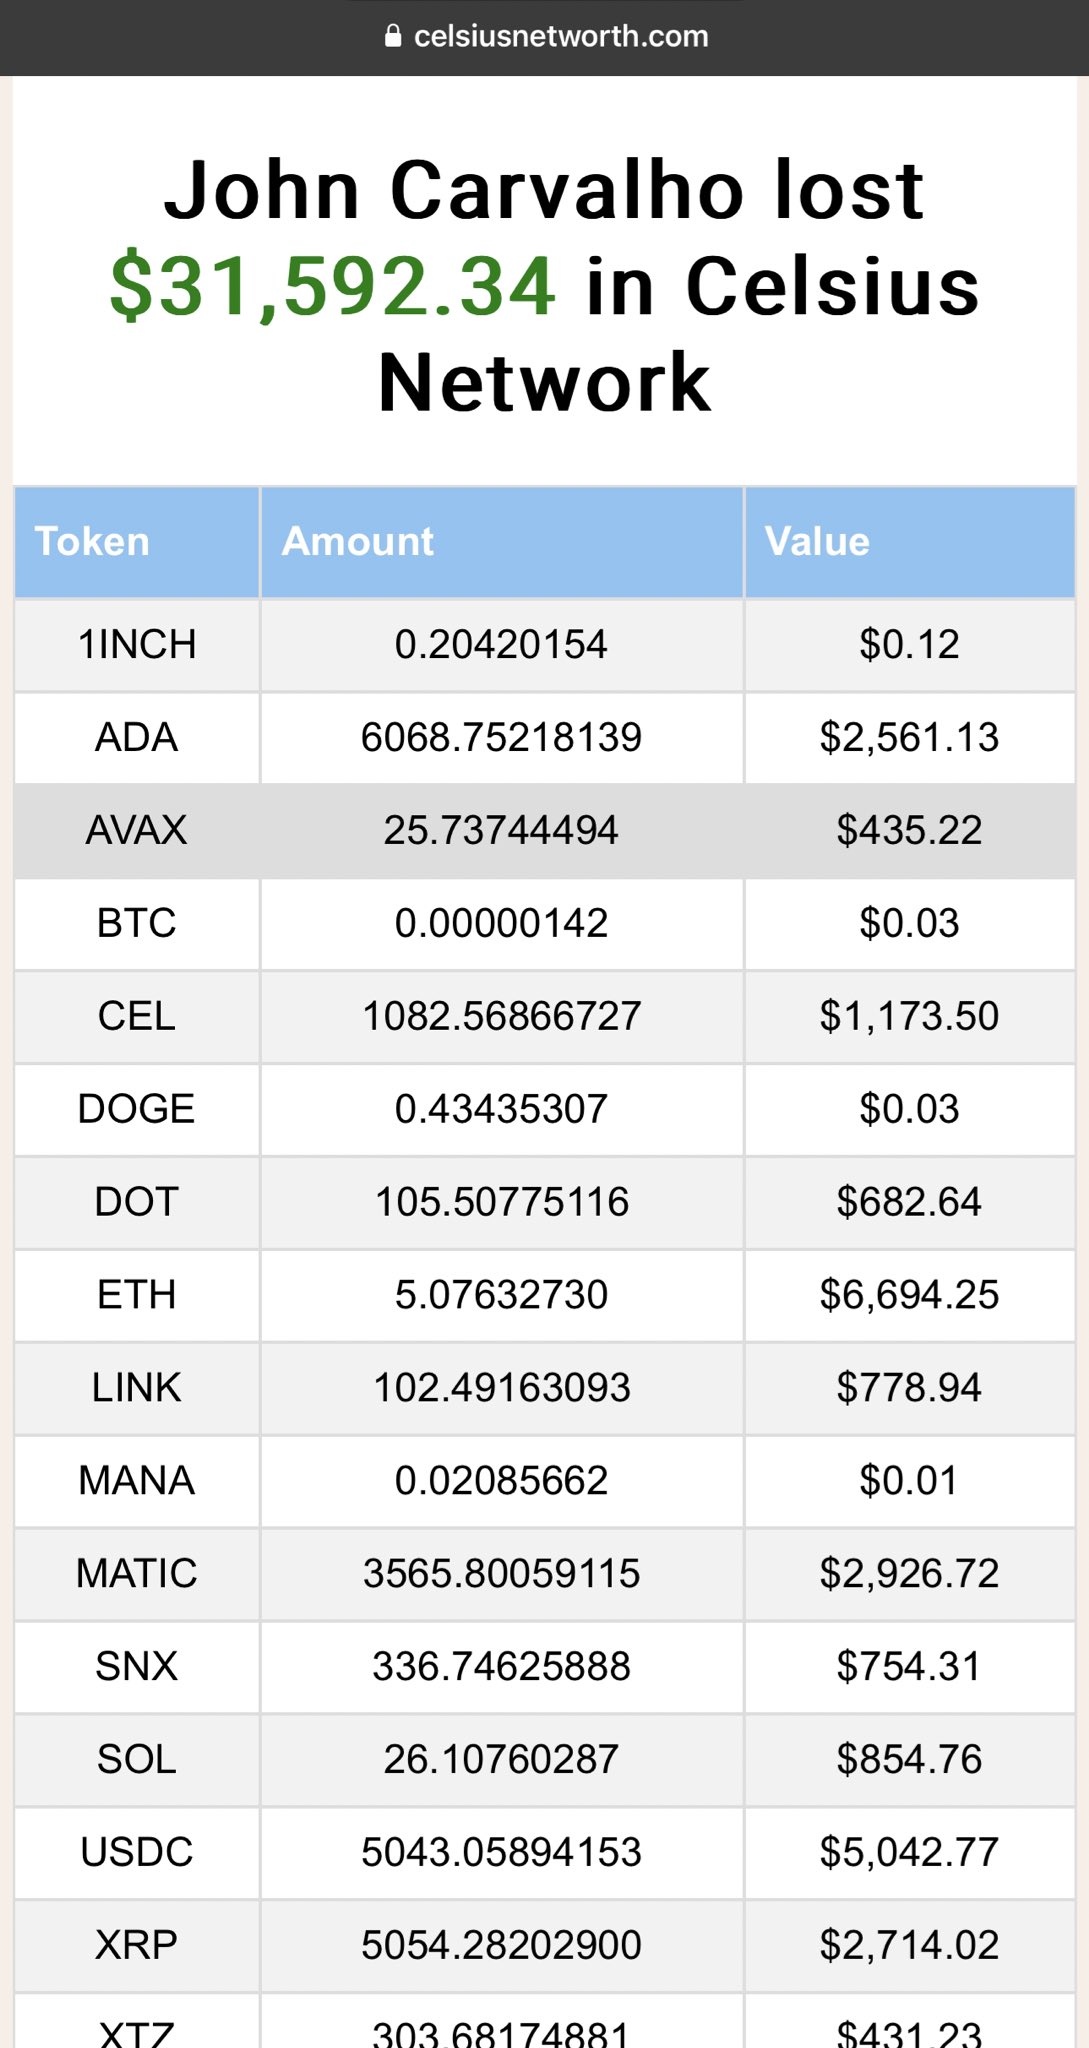 celsiusnetworth.com
John Carvalho lost
$31,592.34 in Celsius
Network
Token Amount Value
1INCH 0.20420154 $0.12
ADA 6068.75218139 $2,561.13
AVAX 25.73744494 $435.22
BTC 0.00000142 $0.03
CEL 1082.56866727 $1,173.50
DOGE 0.43435307 $0.03
DOT 105.50775116 $682.64
ETH 5.07632730 $6,694.25
LINK 102.49163093 $778.94
MANA 0.02085662 $0.01
MATIC 3565.80059115 $2,926.72
SNX 336.74625888 $754.31
SOL 26.10760287 $854.76
USDC 5043.05894153 $5,042.77
XRP 5054.28202900 $2,714.02
XTZ 303.68174881 $431.23